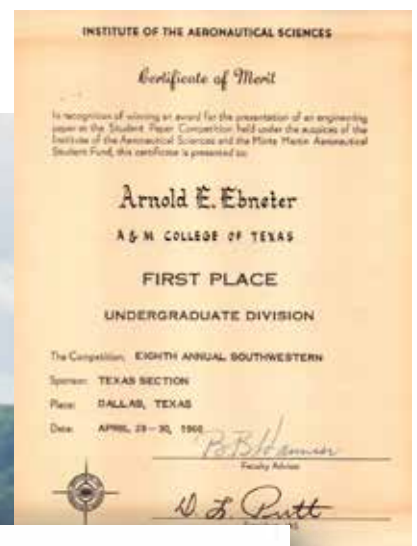 INSTITUTE OF THE AERONAUTICAL SCIENCES
Certificate of Merit
In recognition of winning an award for the presentation of an engineering
paper at the Student Paper Competition held under the auspices of the
Institute of the Aeronautical Sciences and the Minta Martin Aeronautical
Student Fund, this certificate is presented to:
Arnold E. Ebneter
A & M COLLEGE OF TEXAS
FIRST PLACE
UNDERGRADUATE DIVISION
The Competition: EIGHTH ANNUAL SOUTHWESTERN
Sponsor: TEXAS SECTION
Place: DALLAS, TEXAS
Date: APRIL 29-30, 1960
Faculty Advisor
D. L. Putt